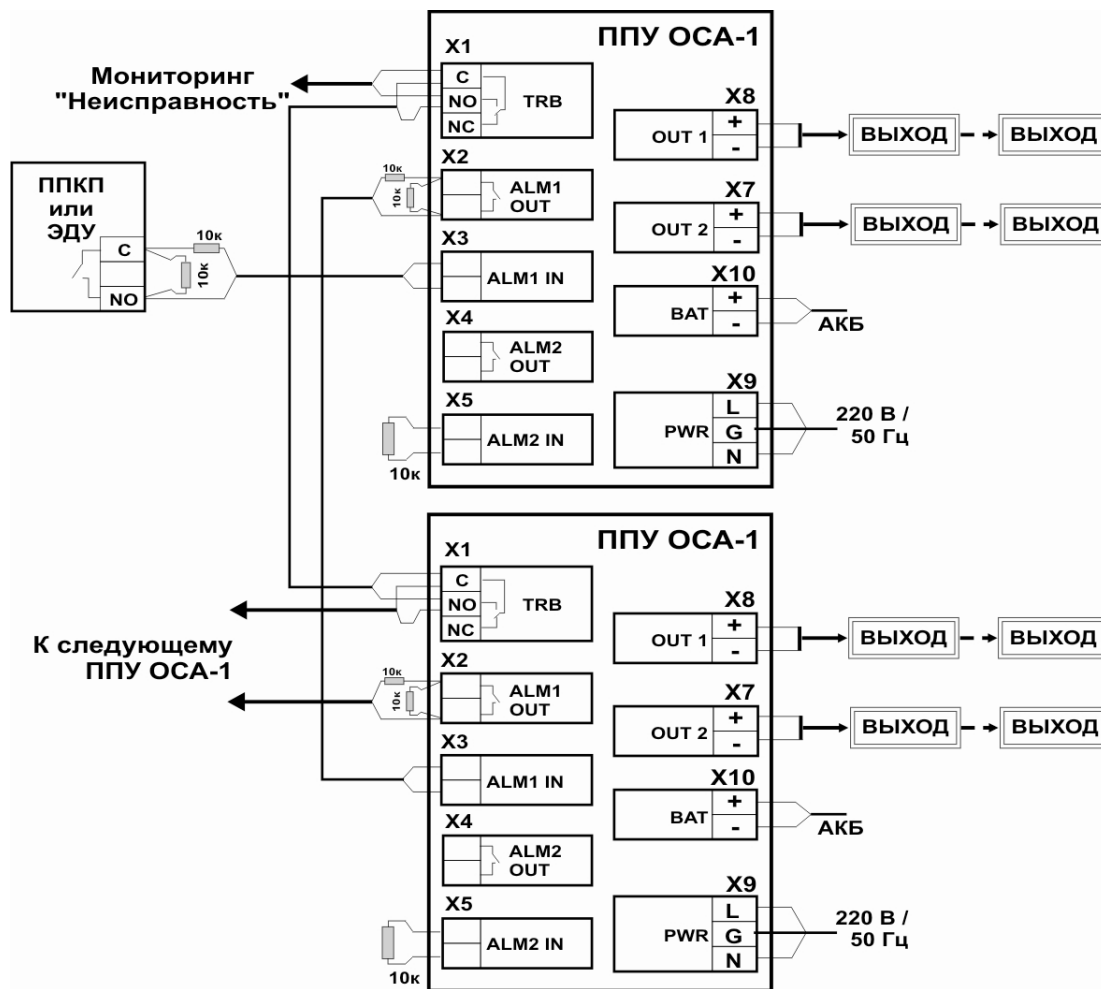 ППУ ОСА-1
X1
Мониторинг
"Неисправность"
C
NO
NC
TRB
X8
OUT 1
+
-
ВЫХОД
ВЫХОД
X2
10к
10к
ALM1
OUT
X7
OUT 2
+
-
ВЫХОД
ВЫХОД
ППКП
или
ЭДУ
C
NO
10к
10к
X3
ALM1 IN
X10
BAT
+
-
АКБ
X4
ALM2
OUT
X9
PWR
L
G
N
220 В /
50 Гц
X5
ALM2 IN
10к
ППУ ОСА-1
X1
C
NO
NC
TRB
X8
OUT 1
+
-
ВЫХОД
ВЫХОД
К следующему
ППУ ОСА-1
X2
10к
10к
ALM1
OUT
X7
OUT 2
+
-
ВЫХОД
ВЫХОД
X3
ALM1 IN
X10
BAT
+
-
АКБ
X4
ALM2
OUT
X9
PWR
L
G
N
220 В /
50 Гц
X5
ALM2 IN
10к